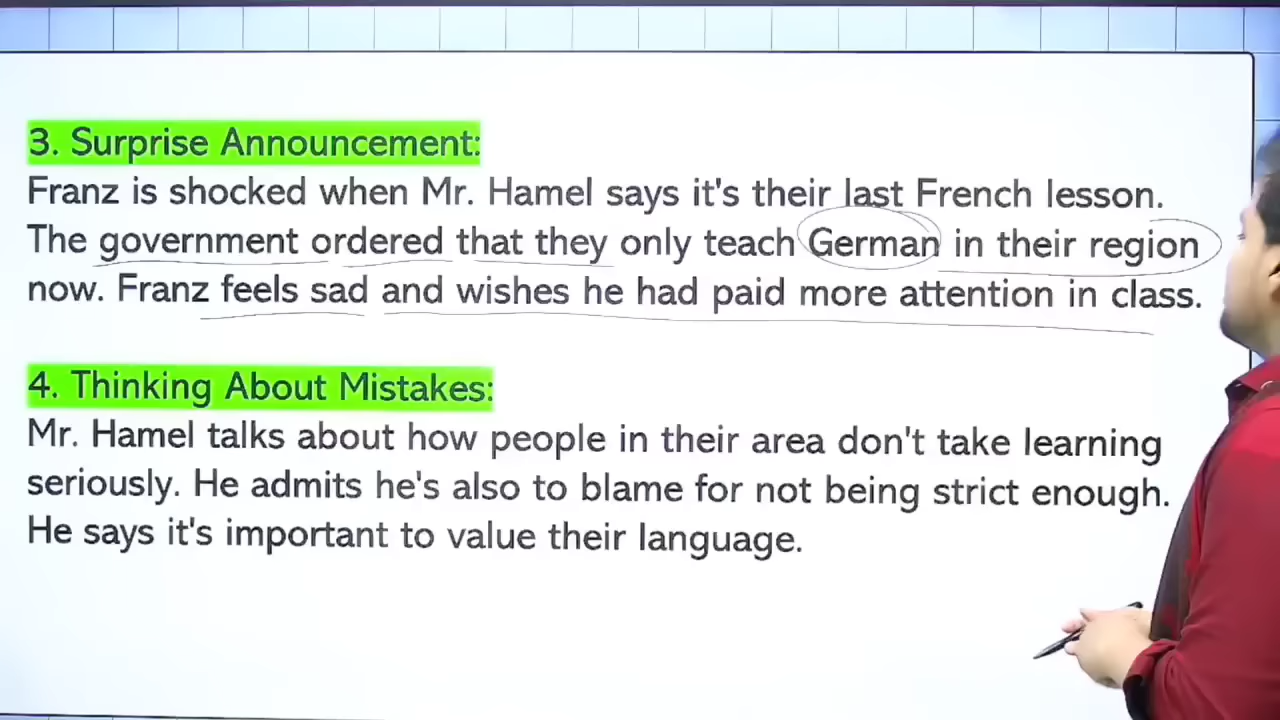 3. Surprise Announcement:
Franz is shocked when Mr. Hamel says it's their last French lesson.
The government ordered that they only teach German in their region
now. Franz feels sad and wishes he had paid more attention in class.
4. Thinking About Mistakes:
Mr. Hamel talks about how people in their area don't take learning
seriously. He admits he's also to blame for not being strict enough.
He says it's important to value their language.